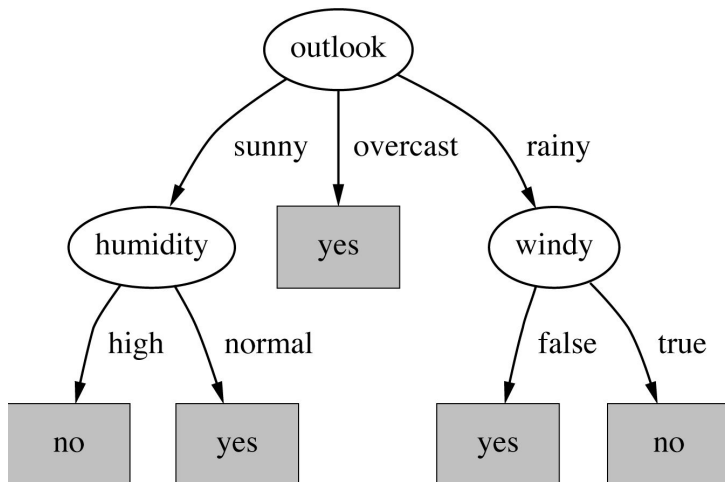 outlook
sunny overcast rainy
humidity yes windy
high normal false true
no yes yes no